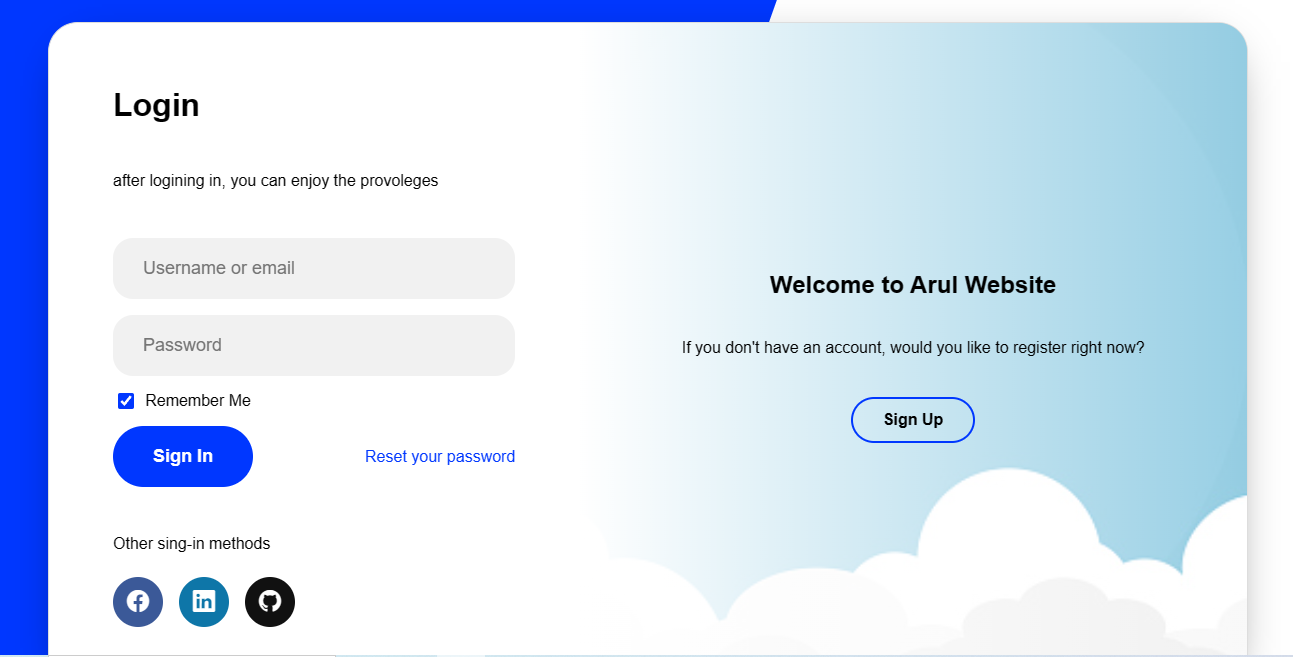 Login
after logining in, you can enjoy the provoleges
Username or email
Password
Remember Me
Sign In
Reset your password
Other sing-in methods
Welcome to Arul Website
If you don't have an account, would you like to register right now?
Sign Up